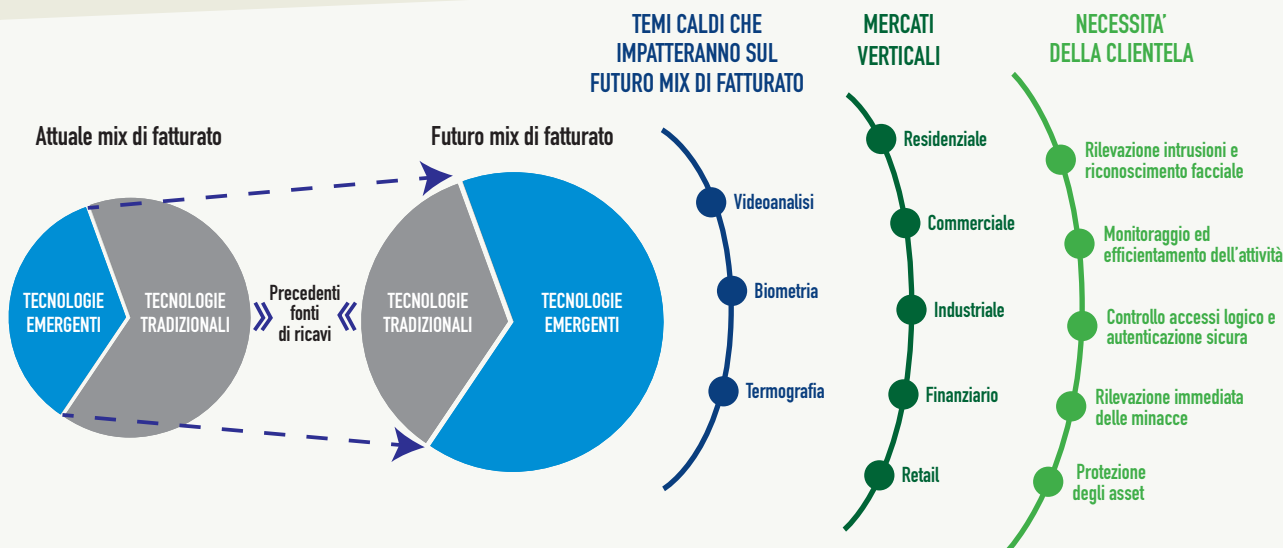 TEMI CALDI CHE
IMPATTERANNO SUL
FUTURO MIX DI FATTURATO
MERCATI
VERTICALI
NECESSITA'
DELLA CLIENTELA
Attuale mix di fatturato
Futuro mix di fatturato
TECNOLOGIE
EMERGENTI
TECNOLOGIE
TRADIZIONALI
Precedenti
fonti
di ricavi
TECNOLOGIE
TRADIZIONALI
TECNOLOGIE
EMERGENTI
Videoanalisi
Biometria
Termografia
Residenziale
Commerciale
Industriale
Finanziario
Retail
Rilevazione intrusioni e
riconoscimento facciale
Monitoraggio ed
efficientamento dell'attività
Controllo accessi logico e
autenticazione sicura
Rilevazione immediata
delle minacce
Protezione
degli asset